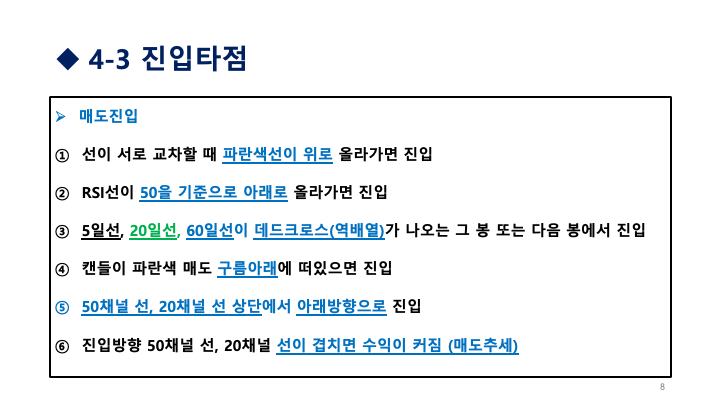 ◆ 4-3 진입타점
➢ 매도진입
① 선이 서로 교차할 때 파란색선이 위로 올라가면 진입
② RSI선이 50을 기준으로 아래로 올라가면 진입
③ 5일선, 20일선, 60일선이 데드크로스(역배열)가 나오는 그 봉 또는 다음 봉에서 진입
④ 캔들이 파란색 매도 구름아래에 떠있으면 진입
⑤ 50채널 선, 20채널 선 상단에서 아래방향으로 진입
⑥ 진입방향 50채널 선, 20채널 선이 겹치면 수익이 커짐 (매도추세)
8